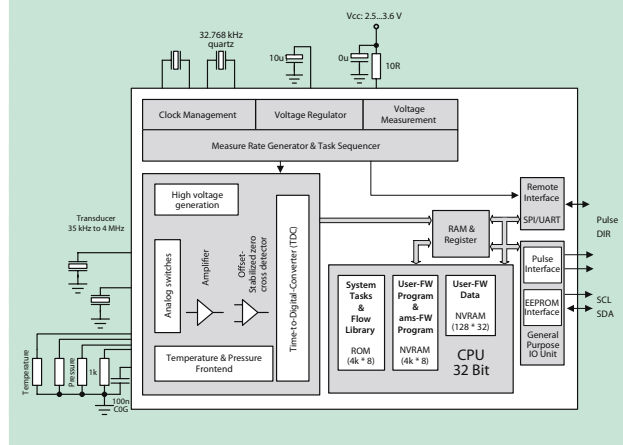 Vcc: 2.5...3.6 V
32.768 kHz
quartz
10u
0u
10R
Clock Management
Voltage Regulator
Voltage
Measurement
Measure Rate Generator & Task Sequencer
High voltage
generation
Transducer
35 kHz to 4 MHz
Analog switches
Amplifier
Offset-
Stabilized zero
cross detector
Time-to-Digital-Converter (TDC)
Temperature & Pressure
Frontend
RAM &
Register
Remote
Interface
SPI/UART
Pulse
DIR
Pulse
Interface
EEPROM
Interface
SCL
SDA
General
Purpose
IO Unit
System
Tasks
&
Flow
Library
ROM
(4k * 8)
User-FW
Program
&
ams-FW
Program
NVRAM
(4k * 8)
User-FW
Data
NVRAM
(128 * 32)
CPU
32 Bit
Temperature
Pressure
1k
100n
C0G